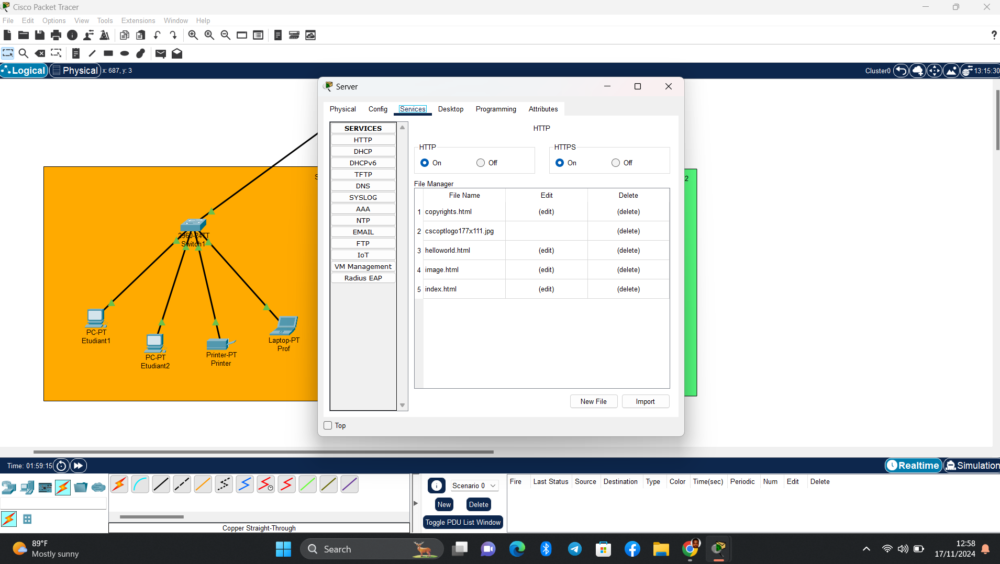 Cisco Packet Tracer
File Edit Options View Tools Extensions Window Help
?
Logical Physical x: 687, y: 3 Cluster0 13:15:30
Server
Physical Config Services Desktop Programming Attributes
SERVICES
HTTP
DHCP
DHCPv6
TFTP
DNS
SYSLOG
AAA
NTP
EMAIL
FTP
IoT
VM Management
Radius EAP
HTTP
HTTP
On Off
HTTPS
On Off
File Manager
File Name Edit Delete
1 copyrights.html (edit) (delete)
2 cscoptlogo177x111.jpg (delete)
3 helloworld.html (edit) (delete)
4 image.html (edit) (delete)
5 index.html (edit) (delete)
New File Import
Top
S
2
2960-24TT
Switch1
PC-PT
Etudiant1
PC-PT
Etudiant2
Printer-PT
Printer
Laptop-PT
Prof
Time: 01:59:15 Realtime Simulation
Scenario 0
New Delete
Toggle PDU List Window
Fire Last Status Source Destination Type Color Time(sec) Periodic Num Edit Delete
Copper Straight-Through
89°F
Mostly sunny
Search
12:58
17/11/2024